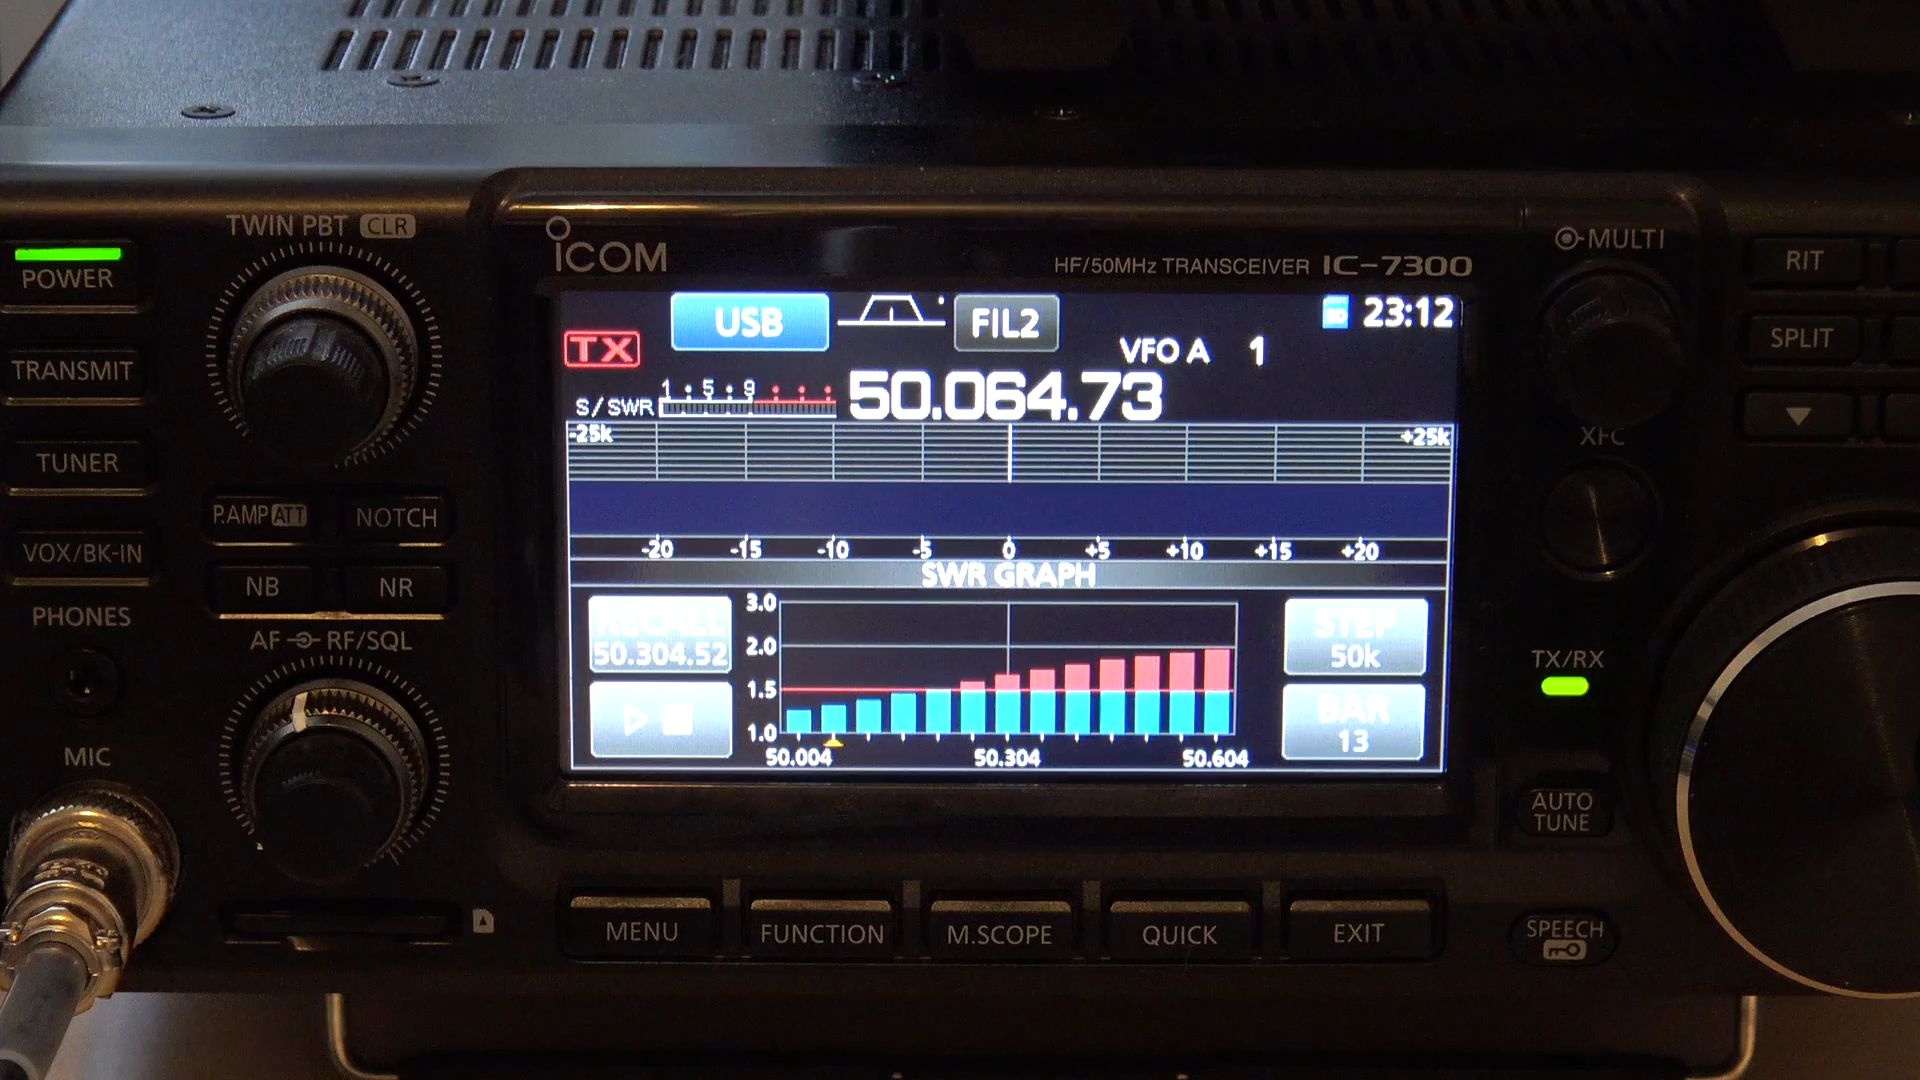 TWIN PBT CLR
POWER
TRANSMIT
TUNER
P.AMP ATT
NOTCH
VOX/BK-IN
NB
NR
PHONES
AF RF/SQL
MIC
ICOM
HF/50MHz TRANSCEIVER IC-7300
USB
FIL2
23:12
TX
VFO A 1
1 5 9
S/SWR
50.064.73
-25k
+25k
-20 -15 -10 -5 0 +5 +10 +15 +20
SWR GRAPH
RECALL
50.304.52
3.0
2.0
1.5
1.0
50.004 50.304 50.604
STEP
50k
BAR
13
MENU
FUNCTION
M.SCOPE
QUICK
EXIT
MULTI
RIT
SPLIT
XFC
TX/RX
AUTO
TUNE
SPEECH